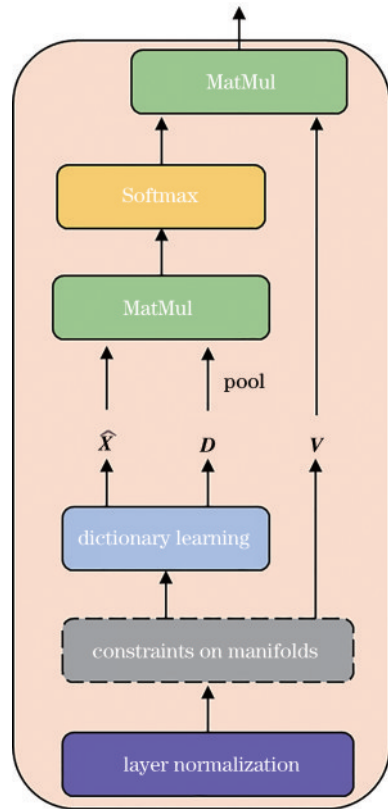 MatMul
Softmax
MatMul
pool
X̂ D V
dictionary learning
constraints on manifolds
layer normalization